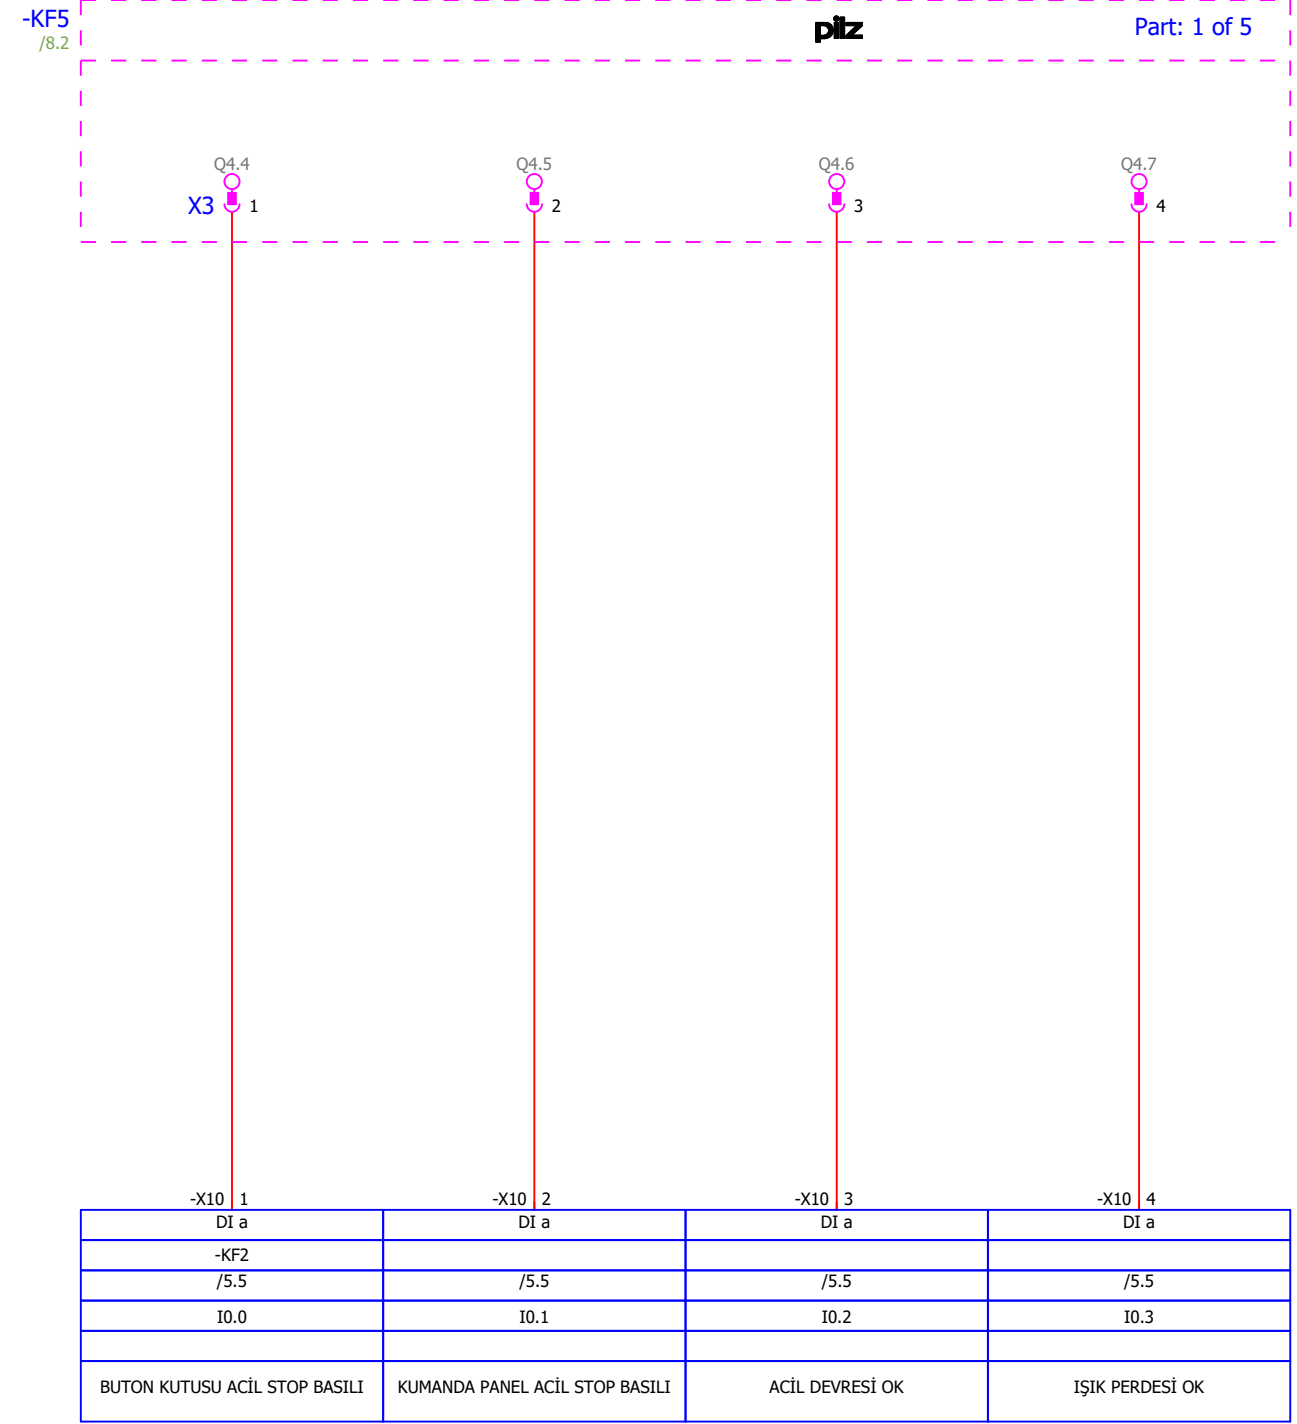 -KF5
/8.2
pilz
Part: 1 of 5
Q4.4 Q4.5 Q4.6 Q4.7
X3 1 2 3 4
-X10 1 -X10 2 -X10 3 -X10 4
DI a DI a DI a DI a
-KF2
/5.5 /5.5 /5.5 /5.5
I0.0 I0.1 I0.2 I0.3
BUTON KUTUSU ACİL STOP BASILI KUMANDA PANEL ACİL STOP BASILI ACİL DEVRESİ OK IŞIK PERDESİ OK